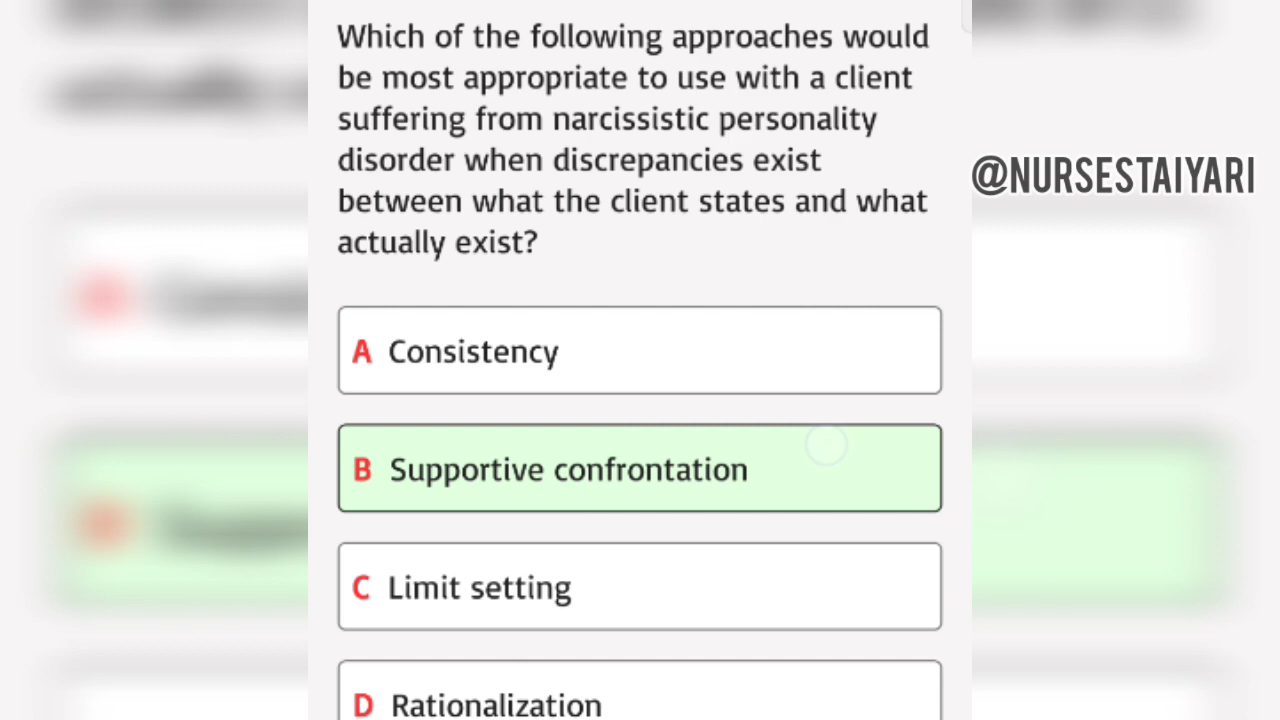 Which of the following approaches would
be most appropriate to use with a client
suffering from narcissistic personality
disorder when discrepancies exist
between what the client states and what
actually exist?
@NURSESTAIYARI
A Consistency
B Supportive confrontation
C Limit setting
D Rationalization